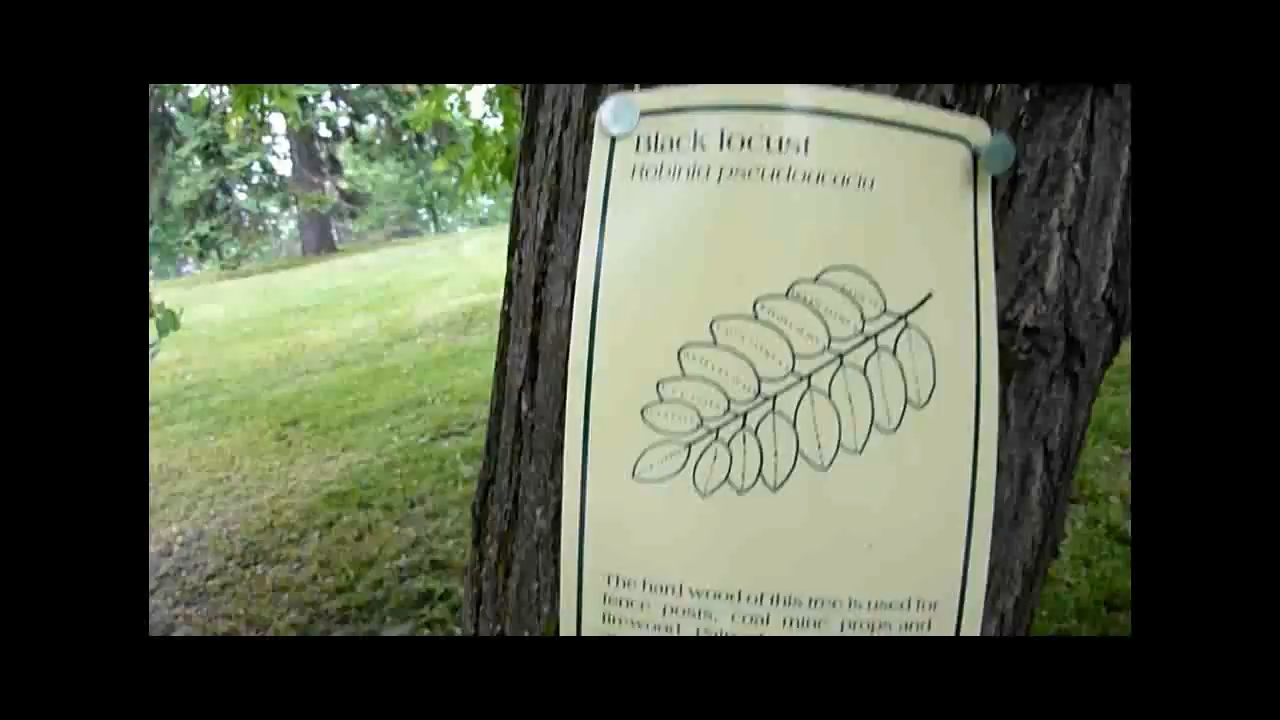 Black locust
Robinia pseudoacacia
The hard wood of this tree is used for
fence posts, coal mine props and
firewood.